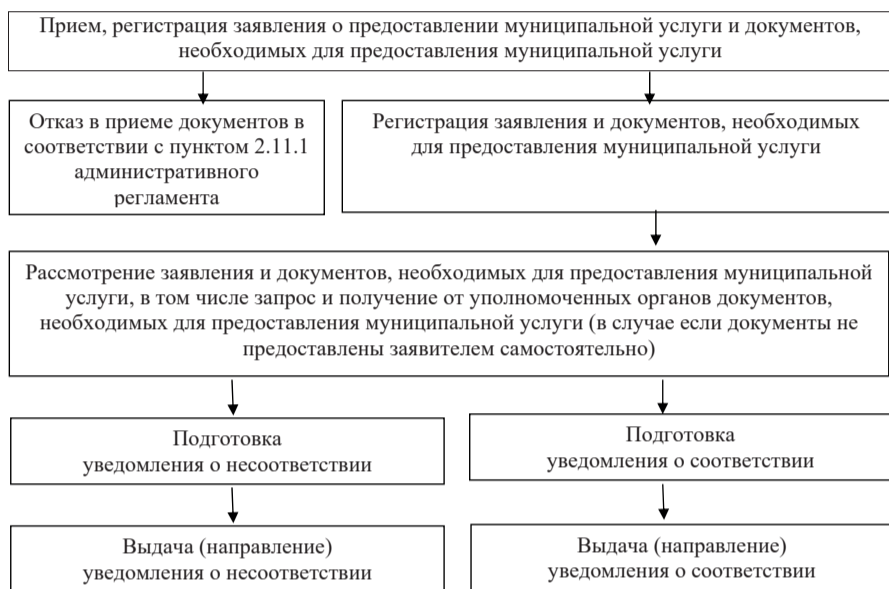 Прием, регистрация заявления о предоставлении муниципальной услуги и документов,
необходимых для предоставления муниципальной услуги
Отказ в приеме документов в
соответствии с пунктом 2.11.1
административного
регламента
Регистрация заявления и документов, необходимых
для предоставления муниципальной услуги
Рассмотрение заявления и документов, необходимых для предоставления муниципальной
услуги, в том числе запрос и получение от уполномоченных органов документов,
необходимых для предоставления муниципальной услуги (в случае если документы не
предоставлены заявителем самостоятельно)
Подготовка
уведомления о несоответствии
Подготовка
уведомления о соответствии
Выдача (направление)
уведомления о несоответствии
Выдача (направление)
уведомления о соответствии